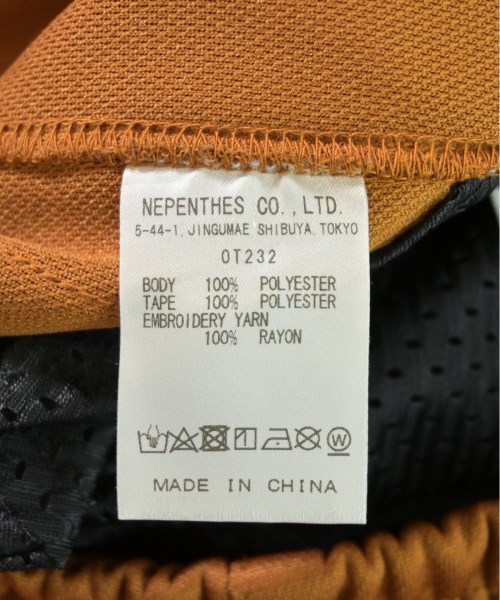 NEPENTHES CO.,LTD.
5-44-1, JINGUMAE SHIBUYA, TOKYO
OT232
BODY 100% POLYESTER
TAPE 100% POLYESTER
EMBROIDERY YARN
100% RAYON
W
MADE IN CHINA